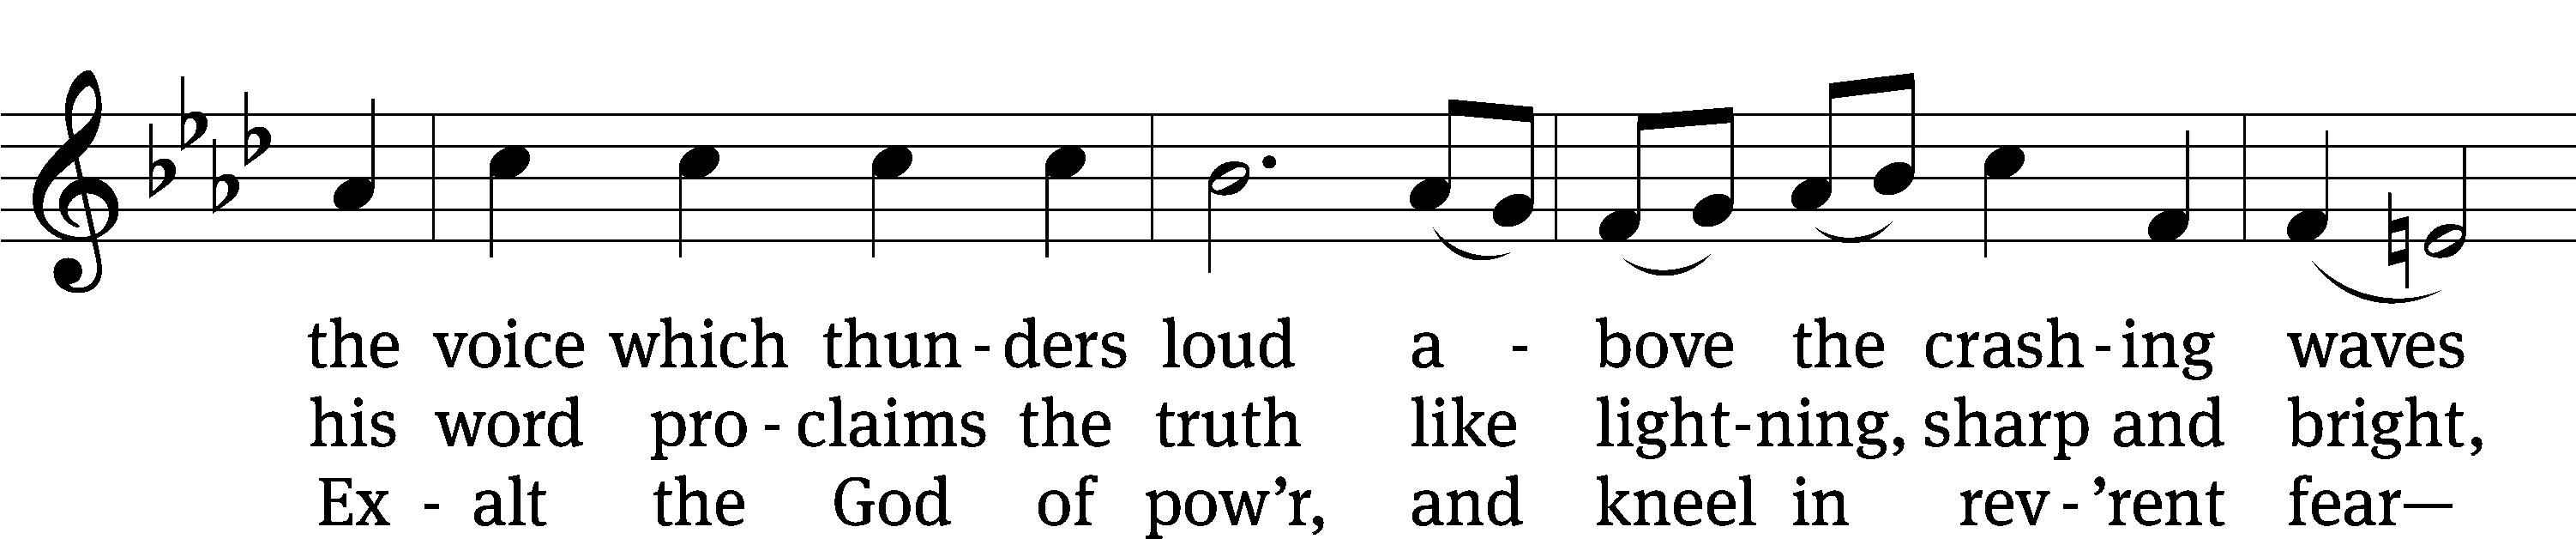 the voice which thun - ders loud a - bove the crash - ing waves
his word pro - claims the truth like light - ning, sharp and bright,
Ex - alt the God of pow’r, and kneel in rev - ’rent fear—